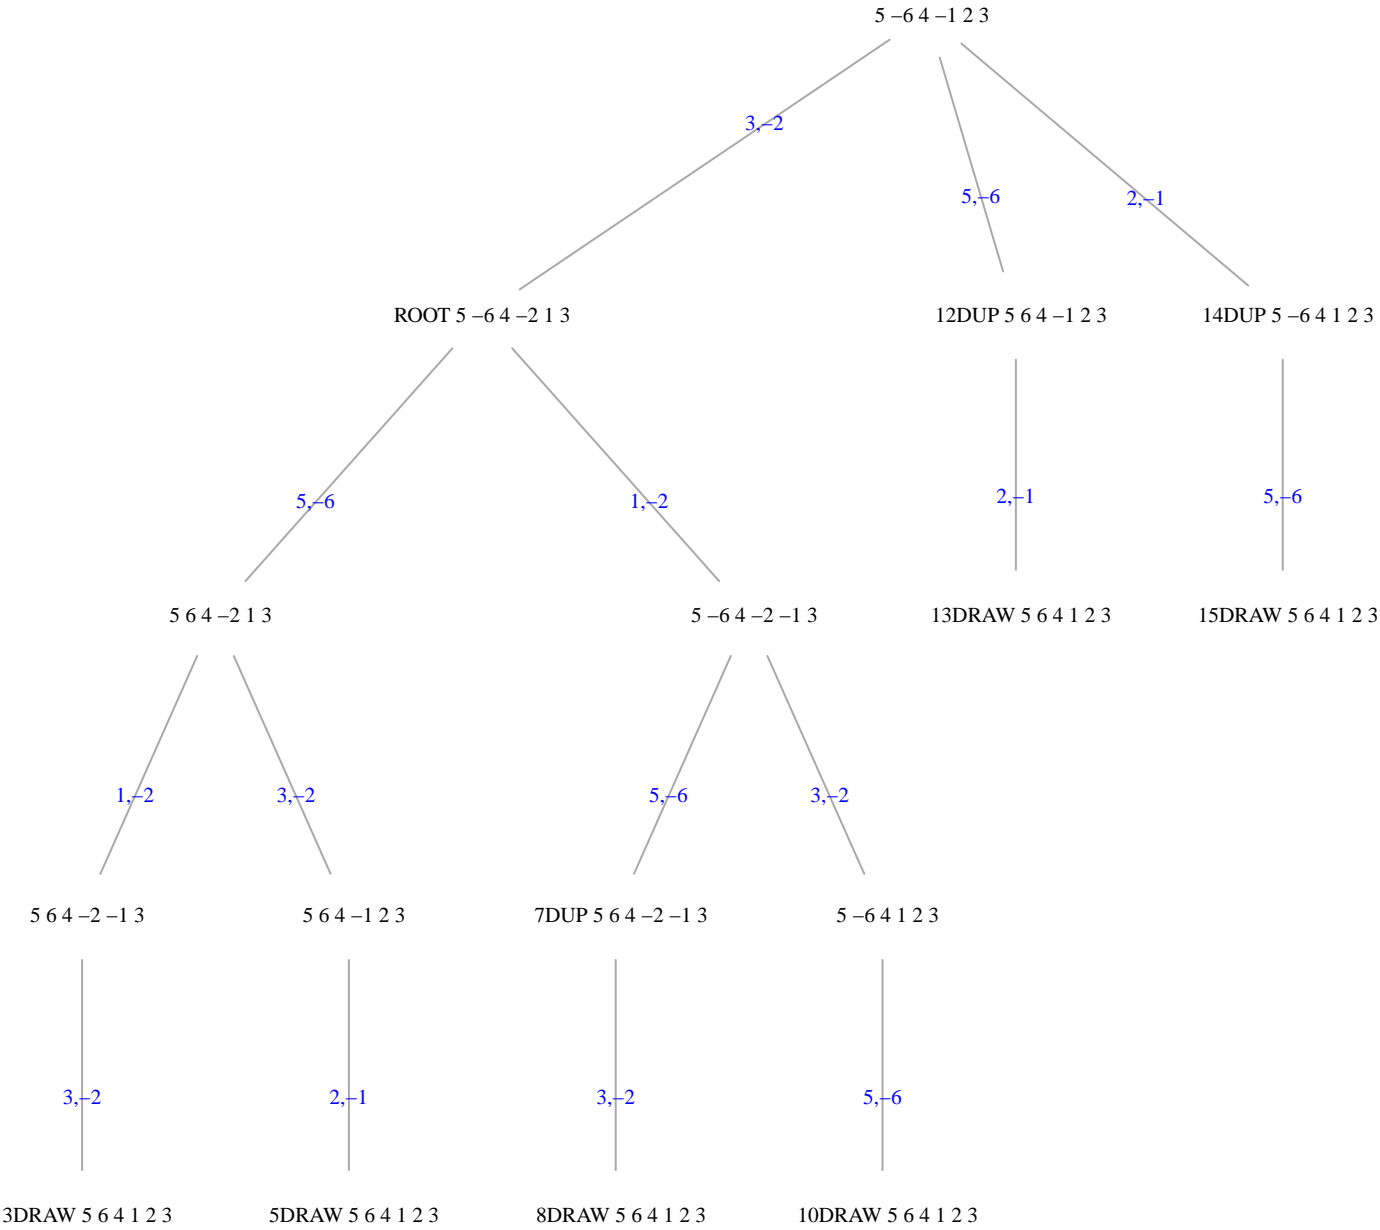 5 –6 4 –1 2 3
3,–2
5,–6
2,–1
ROOT 5 –6 4 –2 1 3
12DUP 5 6 4 –1 2 3
14DUP 5 –6 4 1 2 3
5,–6
1,–2
2,–1
5,–6
5 6 4 –2 1 3
5 –6 4 –2 –1 3
13DRAW 5 6 4 1 2 3
15DRAW 5 6 4 1 2 3
1,–2
3,–2
5,–6
3,–2
5 6 4 –2 –1 3
5 6 4 –1 2 3
7DUP 5 6 4 –2 –1 3
5 –6 4 1 2 3
3,–2
2,–1
3,–2
5,–6
3DRAW 5 6 4 1 2 3
5DRAW 5 6 4 1 2 3
8DRAW 5 6 4 1 2 3
10DRAW 5 6 4 1 2 3